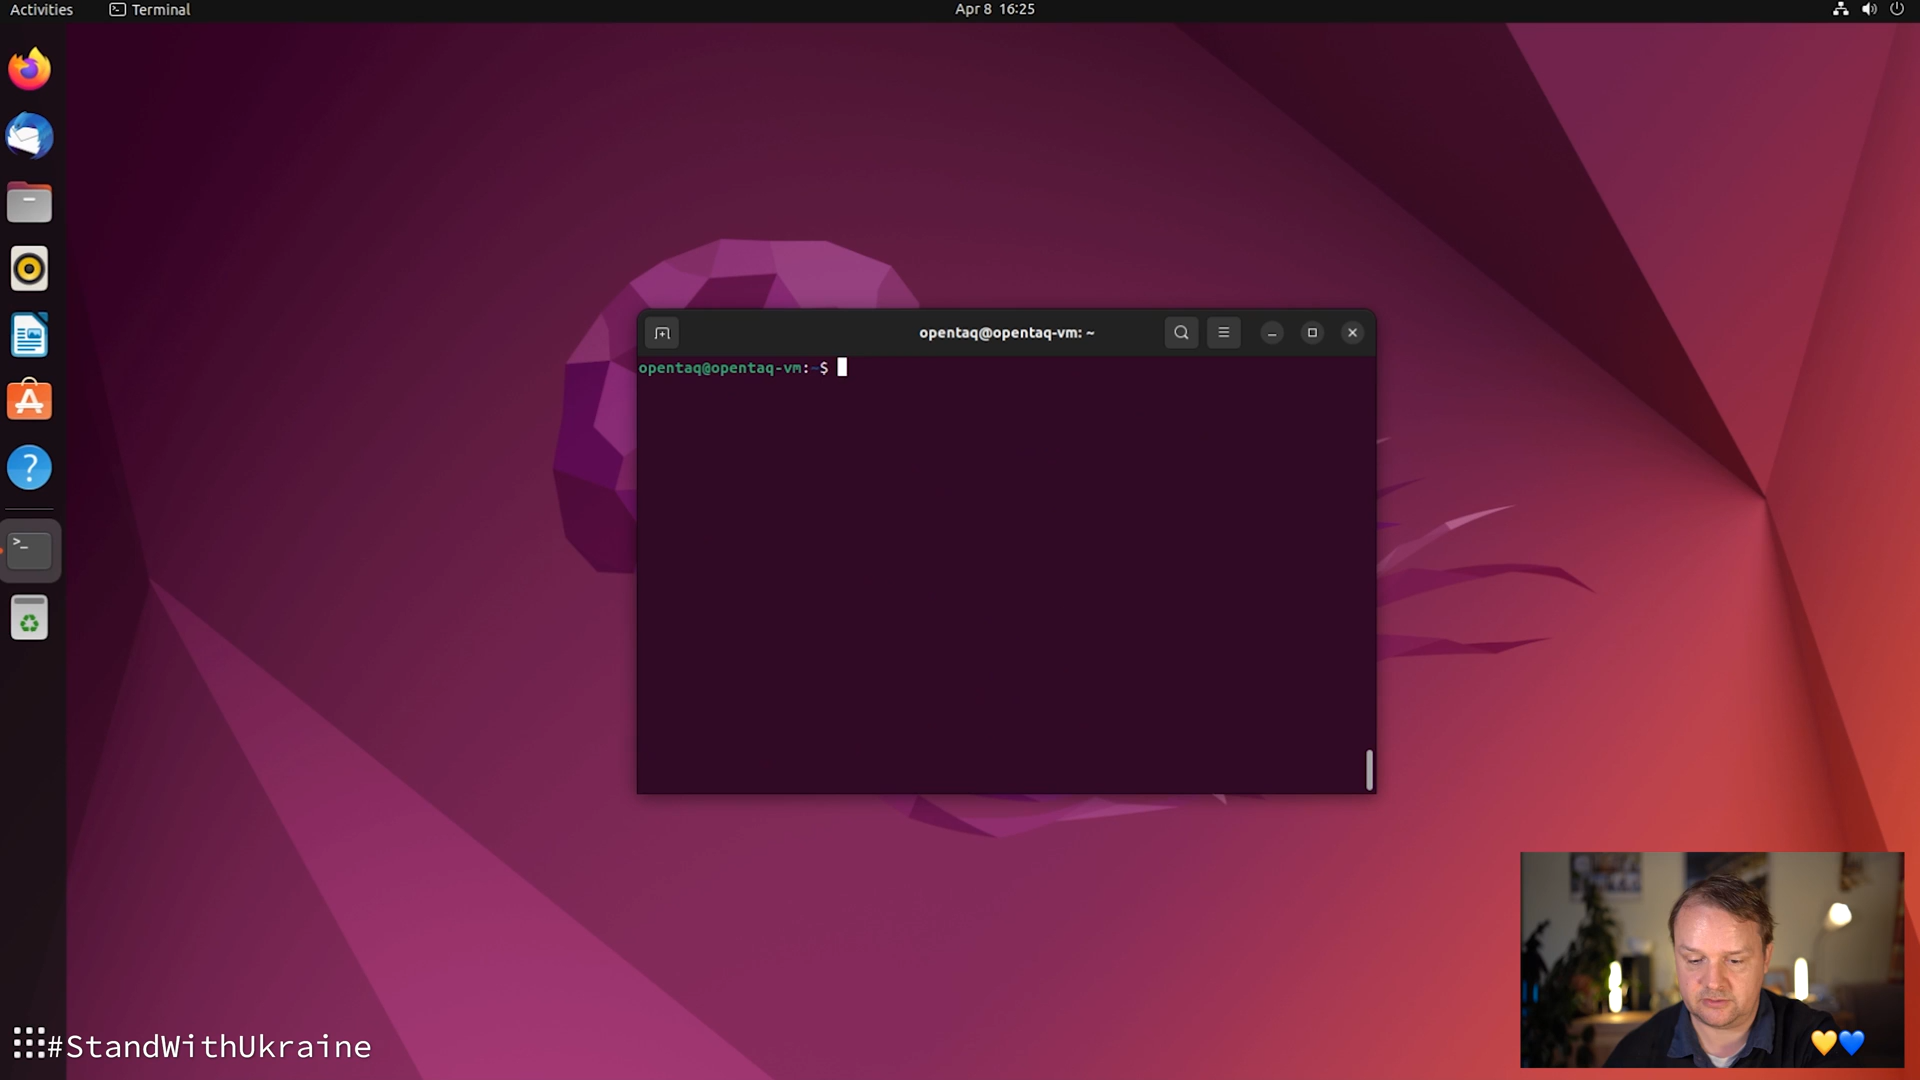 Activities
Terminal
Apr 8 16:25
opentaq@opentaq-vm: ~
opentaq@opentaq-vm:~$
#StandWithUkraine